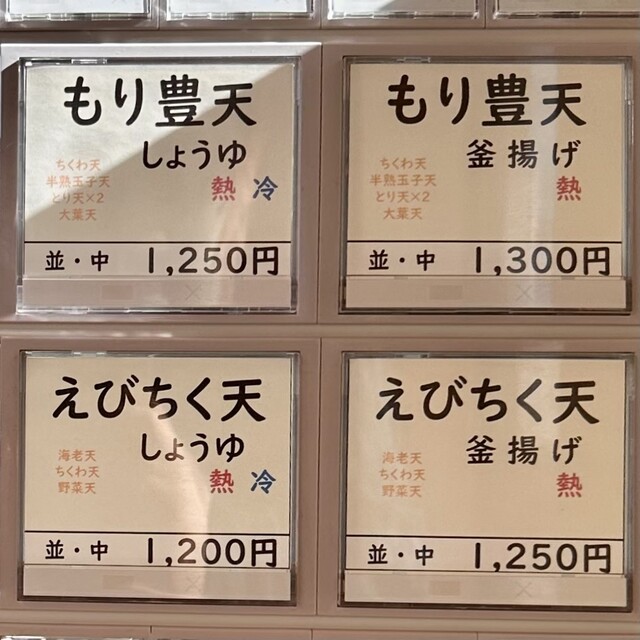 もり豊天
しょうゆ
ちくわ天
半熟玉子天
とり天×2
大葉天
熱 冷
並・中 1,250円
もり豊天
釜揚げ
ちくわ天
半熟玉子天
とり天×2
大葉天
熱
並・中 1,300円
えびちく天
しょうゆ
海老天
ちくわ天
野菜天
熱 冷
並・中 1,200円
えびちく天
釜揚げ
海老天
ちくわ天
野菜天
熱
並・中 1,250円